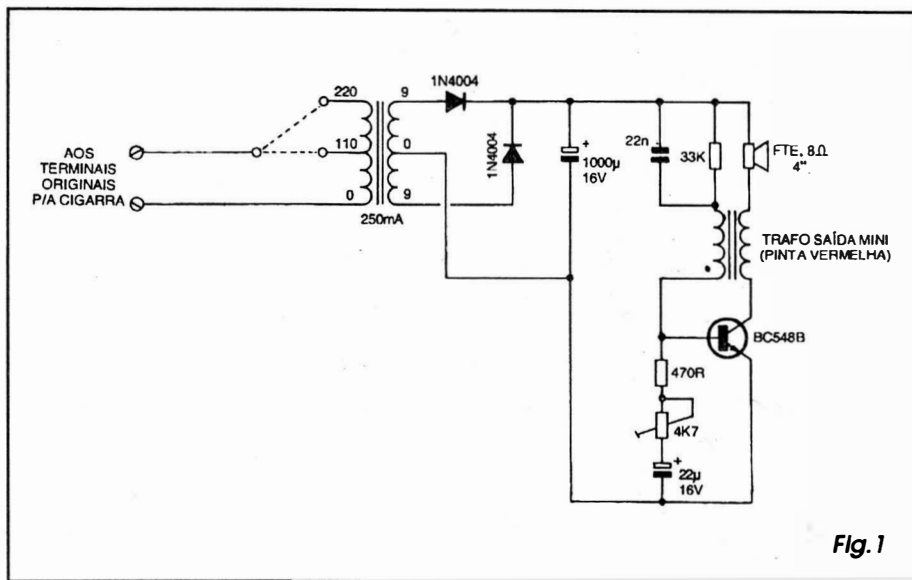 AOS
TERMINAIS
ORIGINAIS
P/A CIGARRA
220
110
0
9
0
9
250mA
1N4004
1N4004
+
1000µ
16V
22n
33K
FTE, 8Ω
4"
TRAFO SAÍDA MINI
(PINTA VERMELHA)
BC548B
470R
4K7
+
22µ
16V
Fig.1